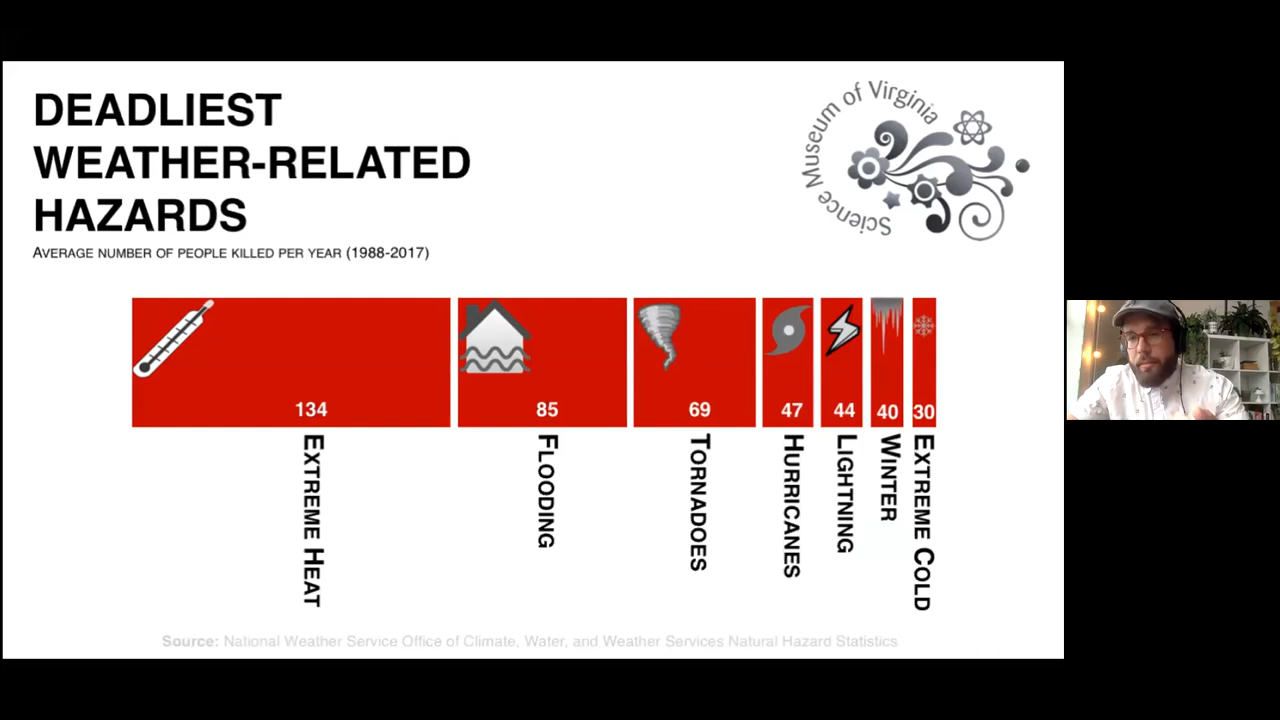 DEADLIEST
WEATHER-RELATED
HAZARDS
AVERAGE NUMBER OF PEOPLE KILLED PER YEAR (1988-2017)
Science Museum of Virginia
134
85
69
47
44
40
30
EXTREME HEAT
FLOODING
TORNADOES
HURRICANES
LIGHTNING
WINTER
EXTREME COLD
Source: National Weather Service Office of Climate, Water, and Weather Services Natural Hazard Statistics